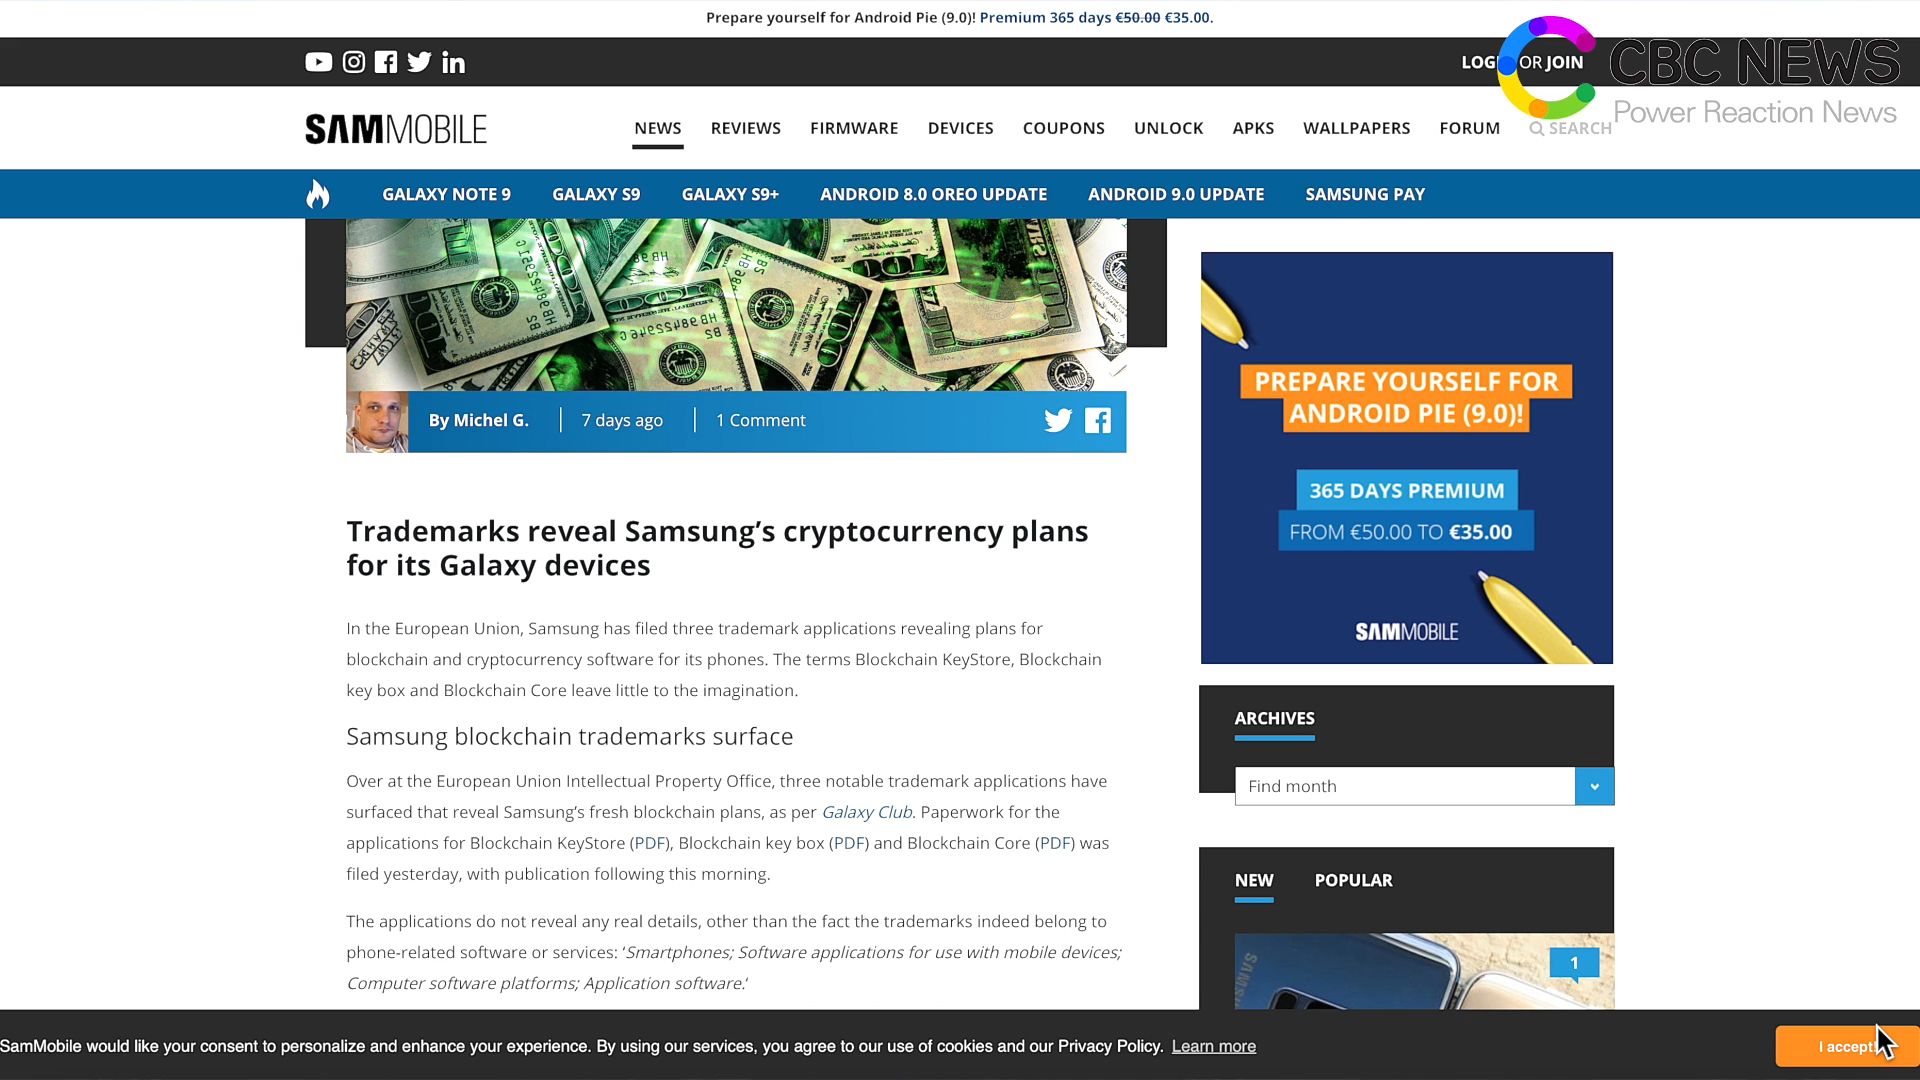 Prepare yourself for Android Pie (9.0)! Premium 365 days €50.00 €35.00.
LOG OR JOIN
CBC NEWS
Power Reaction News
SAMMOBILE
NEWS REVIEWS FIRMWARE DEVICES COUPONS UNLOCK APKS WALLPAPERS FORUM SEARCH
GALAXY NOTE 9 GALAXY S9 GALAXY S9+ ANDROID 8.0 OREO UPDATE ANDROID 9.0 UPDATE SAMSUNG PAY
By Michel G. 7 days ago 1 Comment
Trademarks reveal Samsung’s cryptocurrency plans
for its Galaxy devices
In the European Union, Samsung has filed three trademark applications revealing plans for
blockchain and cryptocurrency software for its phones. The terms Blockchain KeyStore, Blockchain
key box and Blockchain Core leave little to the imagination.
Samsung blockchain trademarks surface
Over at the European Union Intellectual Property Office, three notable trademark applications have
surfaced that reveal Samsung’s fresh blockchain plans, as per Galaxy Club. Paperwork for the
applications for Blockchain KeyStore (PDF), Blockchain key box (PDF) and Blockchain Core (PDF) was
filed yesterday, with publication following this morning.
The applications do not reveal any real details, other than the fact the trademarks indeed belong to
phone-related software or services: ‘Smartphones; Software applications for use with mobile devices;
Computer software platforms; Application software.‘
PREPARE YOURSELF FOR
ANDROID PIE (9.0)!
365 DAYS PREMIUM
FROM €50.00 TO €35.00
SAMMOBILE
ARCHIVES
Find month
NEW POPULAR
1
SamMobile would like your consent to personalize and enhance your experience. By using our services, you agree to our use of cookies and our Privacy Policy. Learn more
I accept!